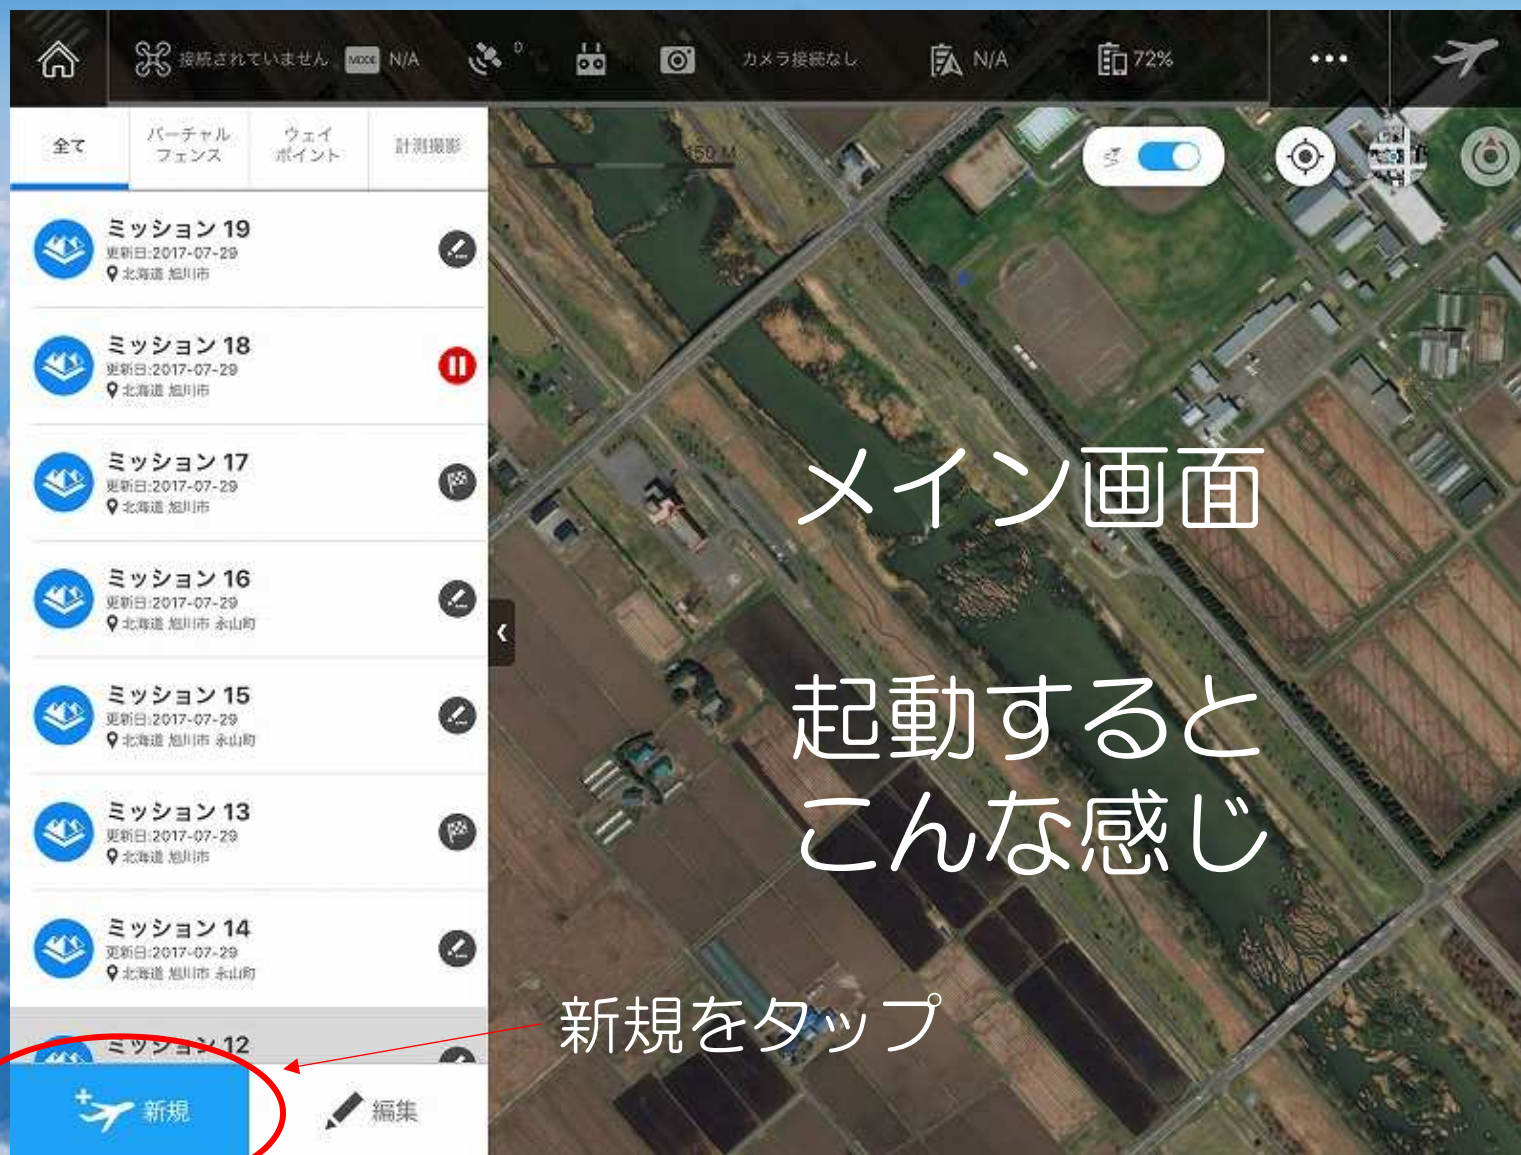 接続されていません
MODE N/A
0
カメラ接続なし
N/A
72%
全て
バーチャル
フェンス
ウェイ
ポイント
計測撮影
0
150 M
ミッション 19
更新日:2017-07-29
北海道 旭川市
ミッション 18
更新日:2017-07-29
北海道 旭川市
ミッション 17
更新日:2017-07-29
北海道 旭川市
ミッション 16
更新日:2017-07-29
北海道 旭川市 永山町
ミッション 15
更新日:2017-07-29
北海道 旭川市 永山町
ミッション 13
更新日:2017-07-29
北海道 旭川市
ミッション 14
更新日:2017-07-29
北海道 旭川市 永山町
ミッション 12
新規
編集
メイン画面
起動すると
こんな感じ
新規をタップ